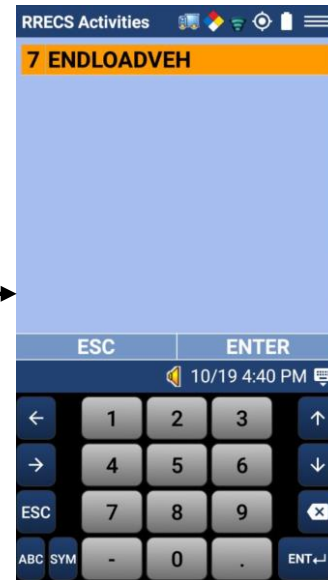 RRECS Activities
7 ENDLOADVEH
ESC ENTER
10/19 4:40 PM
1 2 3
4 5 6
ESC 7 8 9
ABC SYM - 0 . ENT